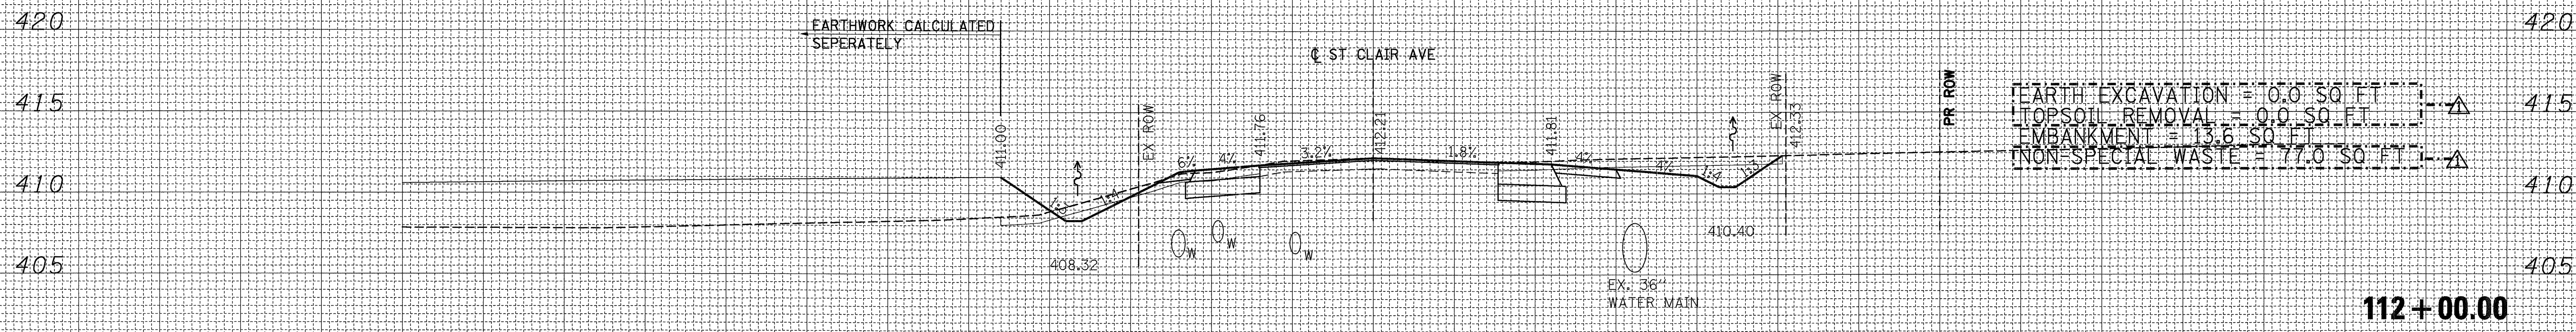 420
420
EARTHWORK CALCULATED
SEPERATELY
℄ ST CLAIR AVE
415
415
EARTH EXCAVATION = 0.0 SQ FT
TOPSOIL REMOVAL = 0.0 SQ FT
EMBANKMENT = 13.6 SQ FT
NON-SPECIAL WASTE = 77.0 SQ FT
411.00
EX ROW
6%
4%
411.76
3.2%
412.21
1.8%
411.81
4%
4%
1:4
1:3
EX ROW
412.33
PR ROW
410
410
1:3
1:4
W
W
W
410.40
408.32
405
405
EX. 36"
WATER MAIN
112+00.00